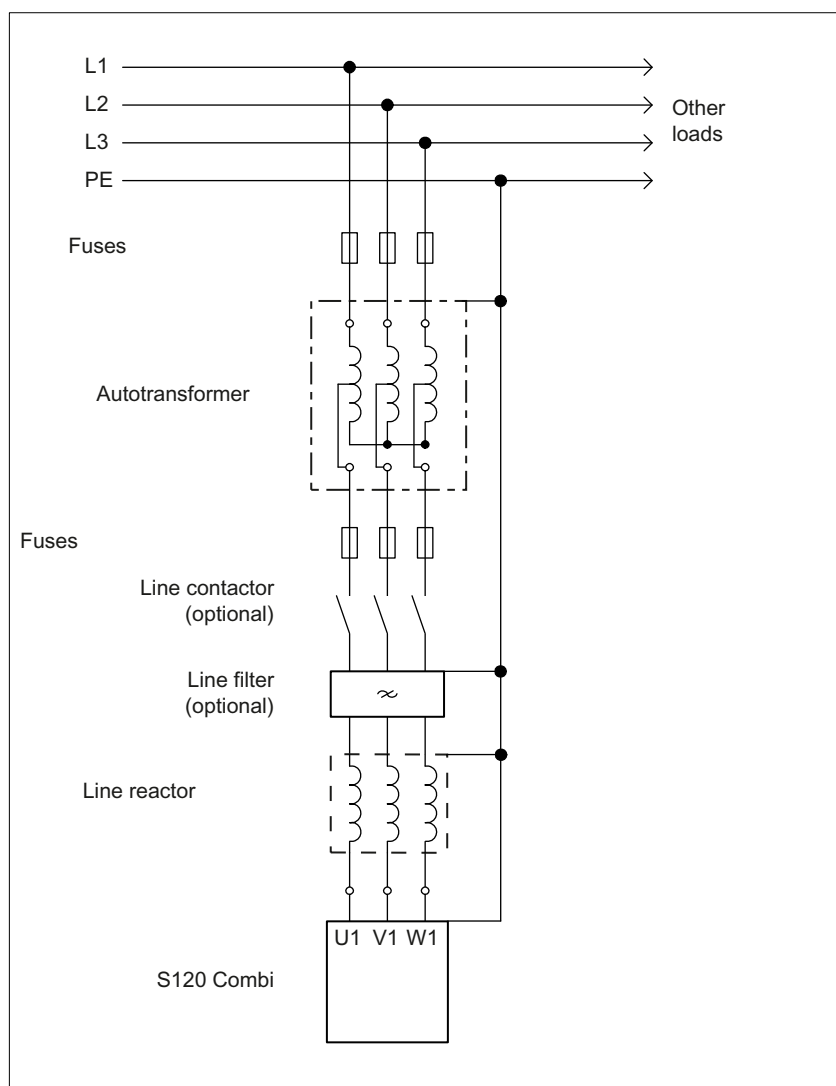 L1
L2
L3
PE
Other
loads
Fuses
Autotransformer
Fuses
Line contactor
(optional)
Line filter
(optional)
Line reactor
U1 V1 W1
S120 Combi